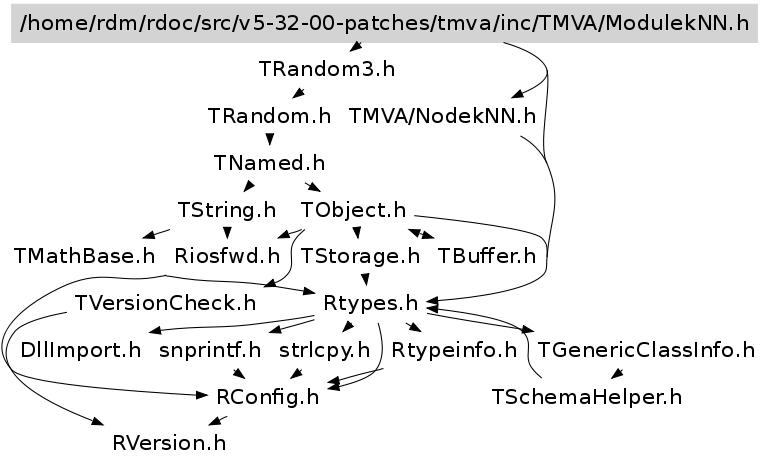 /home/rdm/rdoc/src/v5-32-00-patches/tmva/inc/TMVA/ModulekNN.h
TRandom3.h
TRandom.h TMVA/NodekNN.h
TNamed.h
TString.h TObject.h
TMathBase.h Riosfwd.h TStorage.h TBuffer.h
TVersionCheck.h Rtypes.h
DllImport.h snprintf.h strlcpy.h Rtypeinfo.h TGenericClassInfo.h
RConfig.h TSchemaHelper.h
RVersion.h